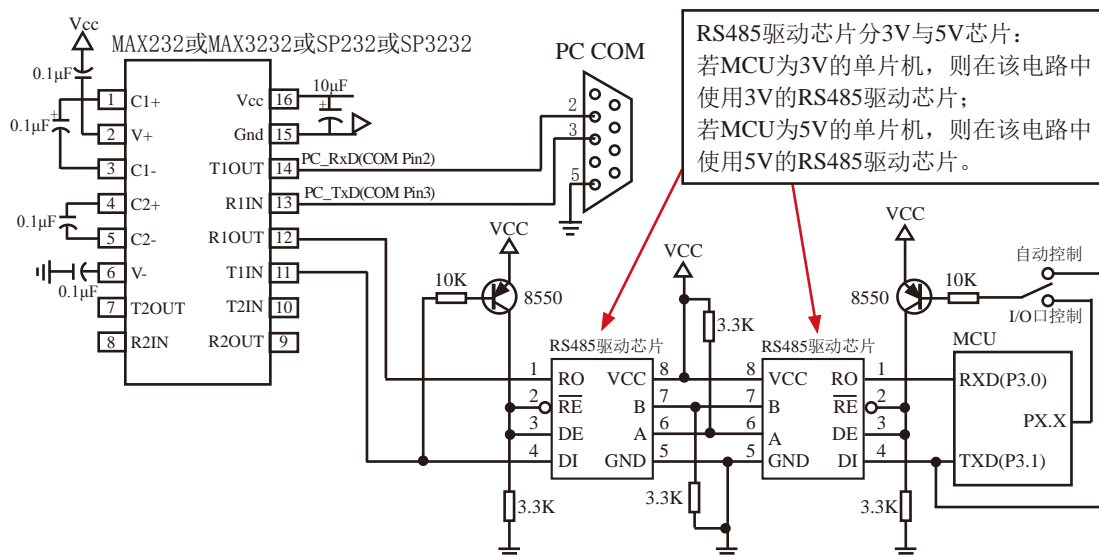 Vcc
MAX232或MAX3232或SP232或SP3232
0.1μF
0.1μF
0.1μF
0.1μF
1 C1+
2 V+
3 C1-
4 C2+
5 C2-
6 V-
7 T2OUT
8 R2IN
Vcc 16
Gnd 15
T1OUT 14
R1IN 13
R1OUT 12
T1IN 11
T2IN 10
R2OUT 9
10μF
+
+
PC_RxD(COM Pin2)
PC_TxD(COM Pin3)
PC COM
2
3
5
RS485驱动芯片分3V与5V芯片：
若MCU为3V的单片机，则在该电路中
使用3V的RS485驱动芯片；
若MCU为5V的单片机，则在该电路中
使用5V的RS485驱动芯片。
VCC
10K
8550
3.3K
RS485驱动芯片
1 RO
2 RE
3 DE
4 DI
VCC 8
B 7
A 6
GND 5
VCC
3.3K
3.3K
RS485驱动芯片
8 VCC
7 B
6 A
5 GND
RO 1
RE 2
DE 3
DI 4
VCC
8550
10K
3.3K
自动控制
I/O口控制
MCU
RXD(P3.0)
PX.X
TXD(P3.1)